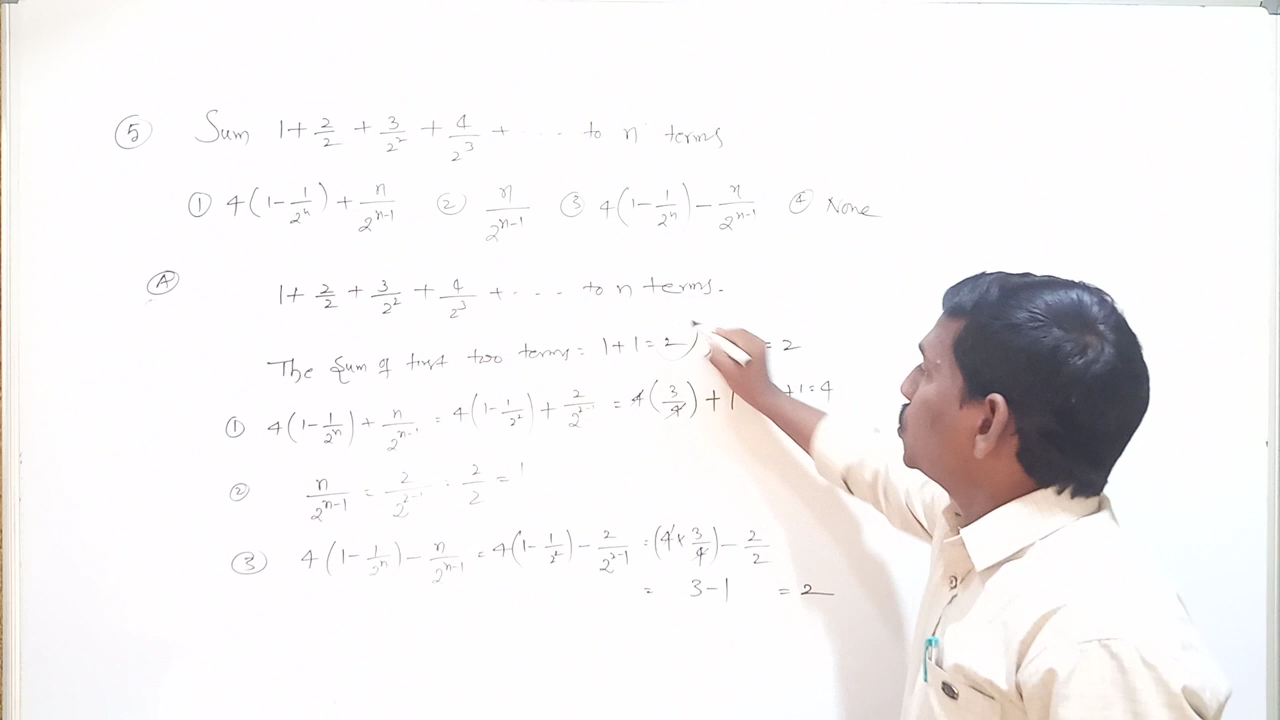 ⑤ Sum 1 + 2/2 + 3/2² + 4/2³ + ···· to n terms
① 4(1 - 1/2ⁿ) + n/2ⁿ⁻¹ ② n/2ⁿ⁻¹ ③ 4(1 - 1/2ⁿ) - n/2ⁿ⁻¹ ④ None
Ⓐ 1 + 2/2 + 3/2² + 4/2³ + ···· to n terms.
The Sum of first two terms = 1 + 1 = 2 = 2
① 4(1 - 1/2ⁿ) + n/2ⁿ⁻¹ = 4(1 - 1/2²) + 2/2²⁻¹ = 4(3/4) + 1 + 1 = 4
② n/2ⁿ⁻¹ = 2/2²⁻¹ = 2/2 = 1
③ 4(1 - 1/2ⁿ) - n/2ⁿ⁻¹ = 4(1 - 1/2²) - 2/2²⁻¹ = (4 × 3/4) - 2/2
= 3 - 1 = 2